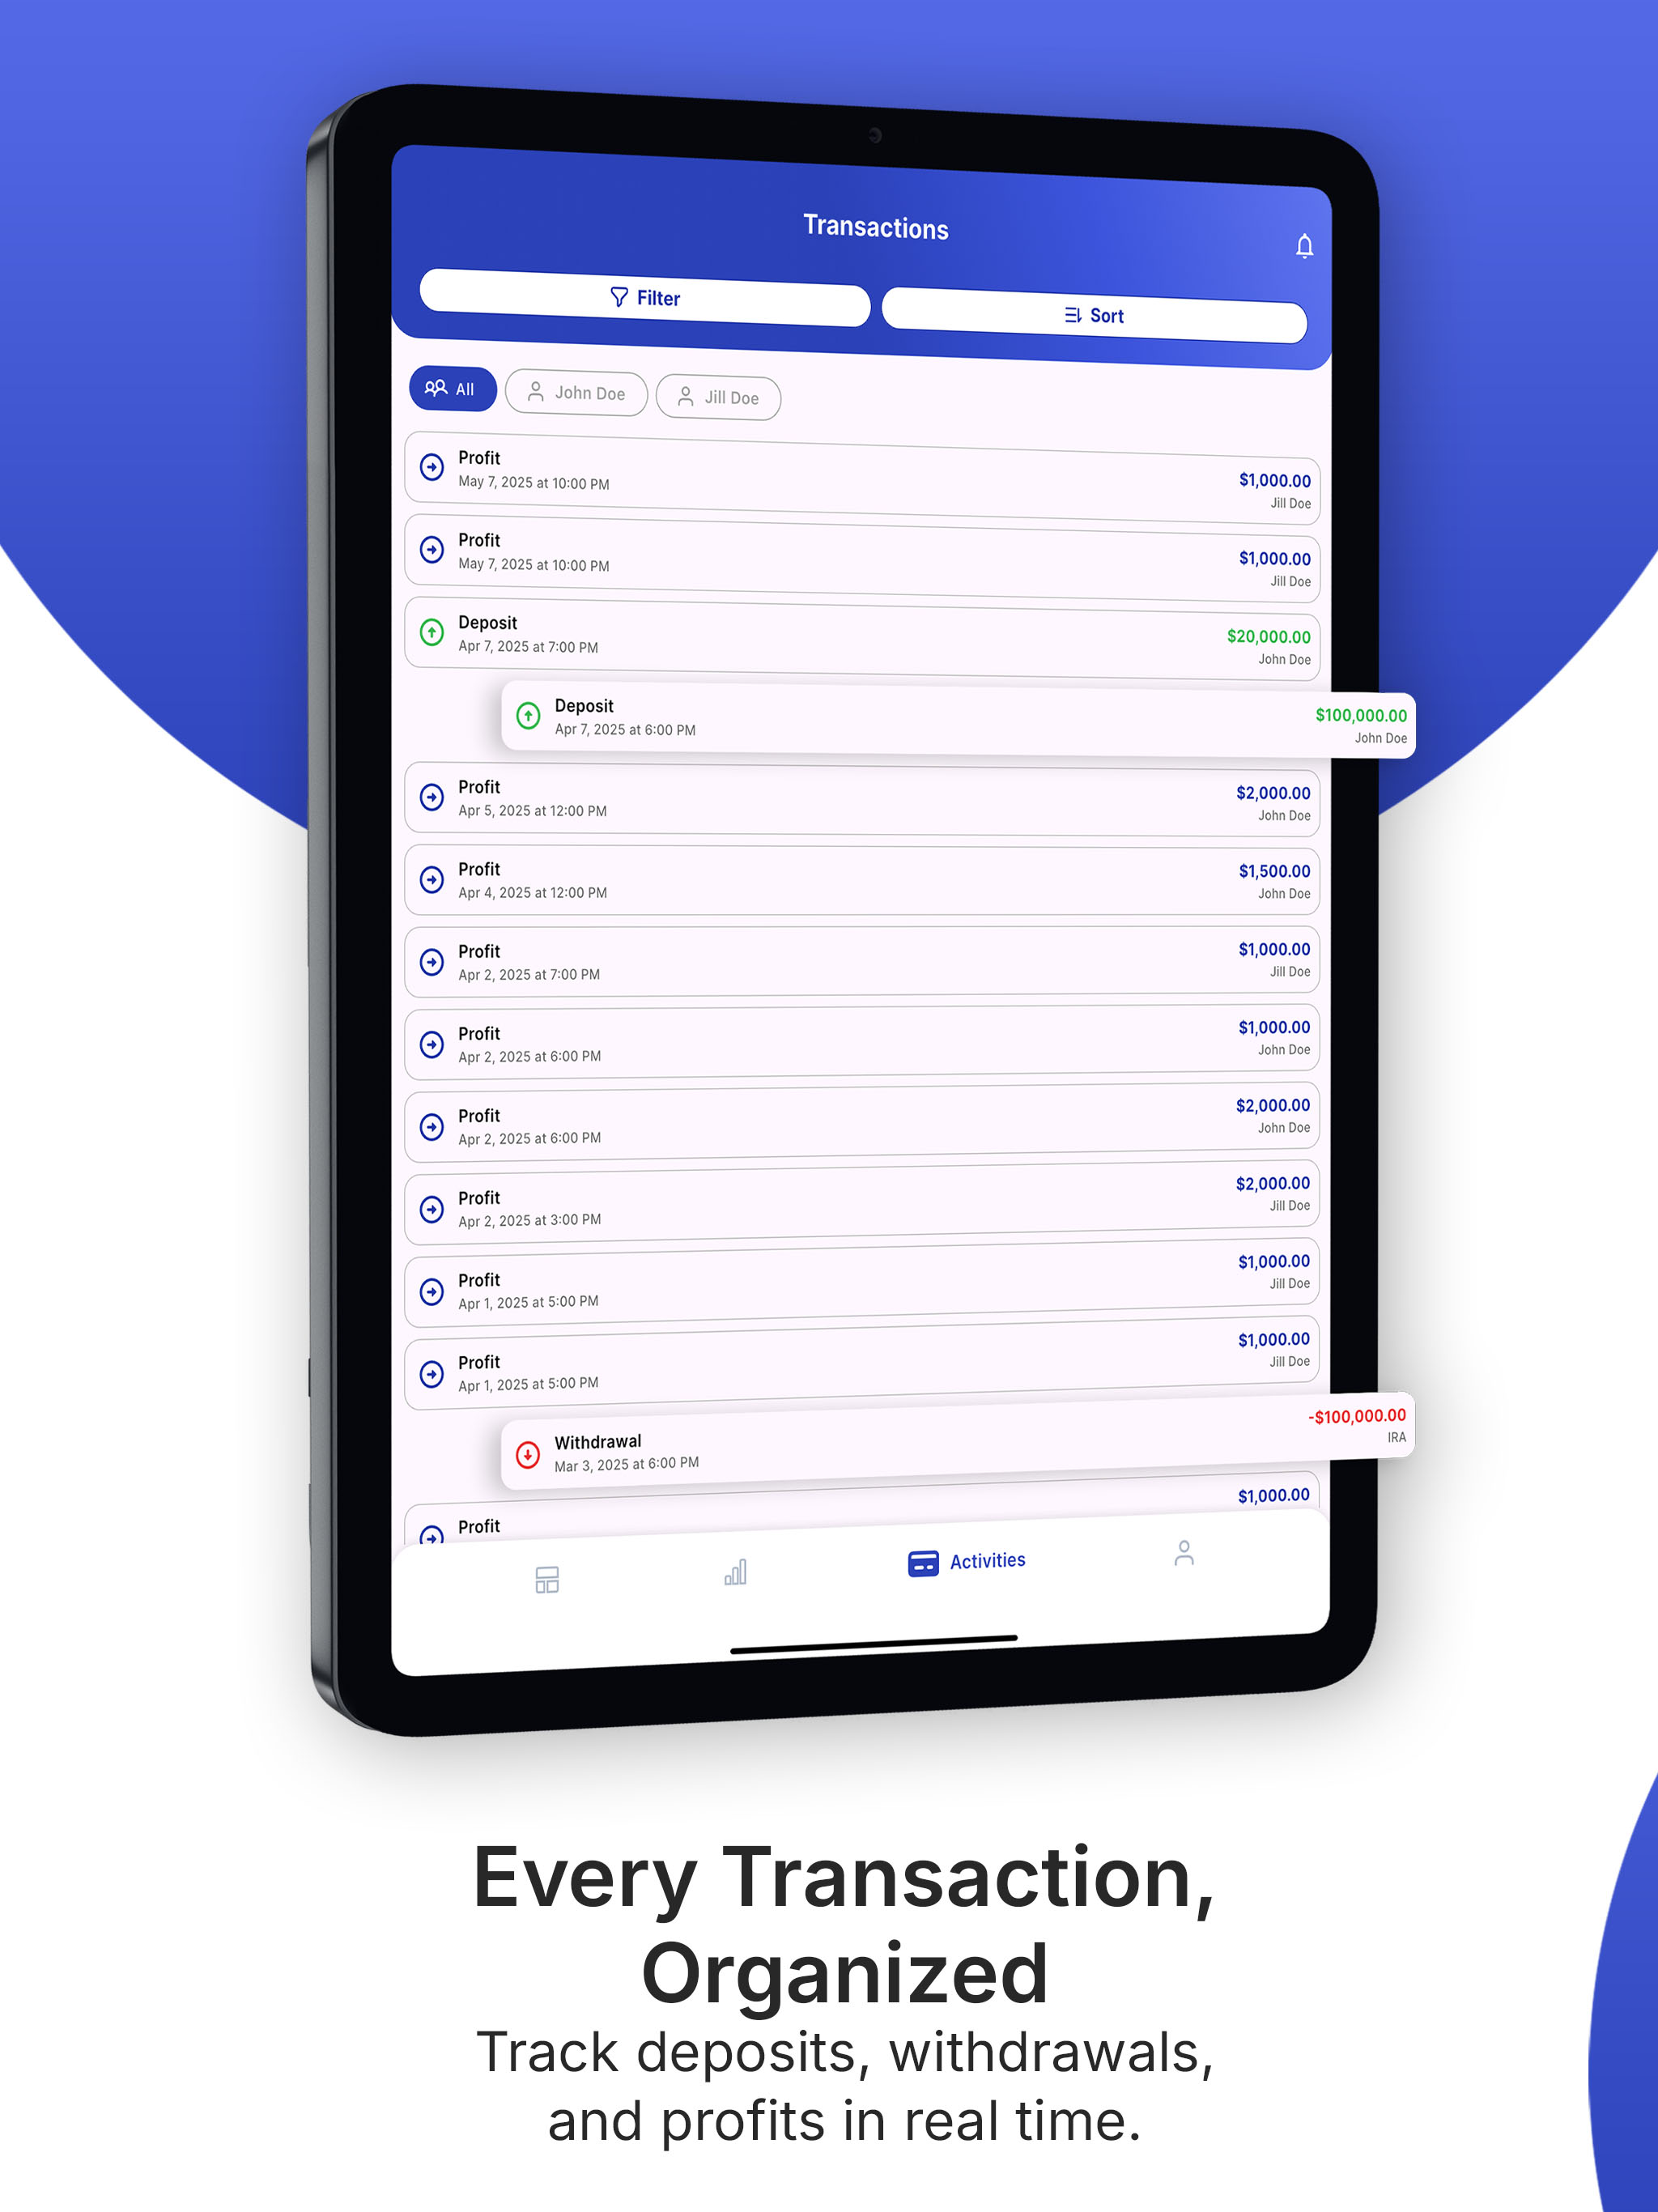 Transactions
Filter
Sort
All
John Doe
Jill Doe
Profit
May 7, 2025 at 10:00 PM
$1,000.00
Jill Doe
Profit
May 7, 2025 at 10:00 PM
$1,000.00
Jill Doe
Deposit
Apr 7, 2025 at 7:00 PM
$20,000.00
John Doe
Deposit
Apr 7, 2025 at 6:00 PM
$100,000.00
John Doe
Profit
Apr 5, 2025 at 12:00 PM
$2,000.00
John Doe
Profit
Apr 4, 2025 at 12:00 PM
$1,500.00
John Doe
Profit
Apr 2, 2025 at 7:00 PM
$1,000.00
Jill Doe
Profit
Apr 2, 2025 at 6:00 PM
$1,000.00
John Doe
Profit
Apr 2, 2025 at 6:00 PM
$2,000.00
John Doe
Profit
Apr 2, 2025 at 3:00 PM
$2,000.00
Jill Doe
Profit
Apr 1, 2025 at 5:00 PM
$1,000.00
Jill Doe
Profit
Apr 1, 2025 at 5:00 PM
$1,000.00
Jill Doe
Withdrawal
Mar 3, 2025 at 6:00 PM
-$100,000.00
IRA
Profit
$1,000.00
Activities
Every Transaction,
Organized
Track deposits, withdrawals,
and profits in real time.